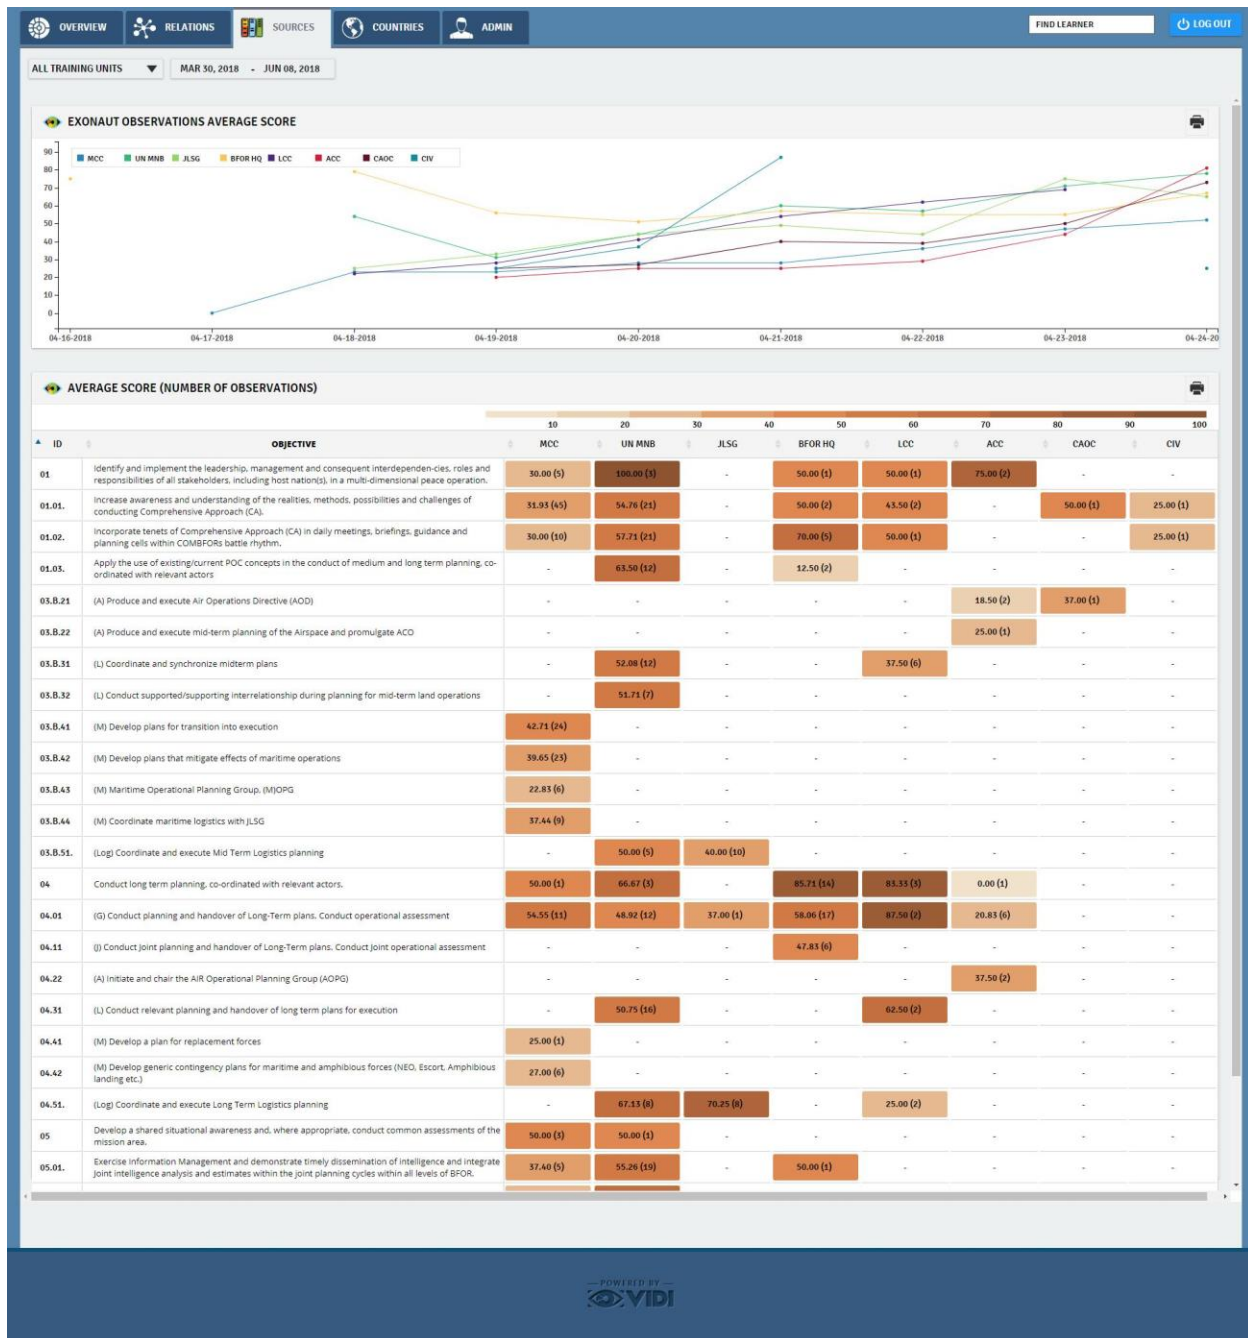 OVERVIEW RELATIONS SOURCES COUNTRIES ADMIN FIND LEARNER LOG OUT
ALL TRAINING UNITS MAR 30, 2018 - JUN 08, 2018
EXONAUT OBSERVATIONS AVERAGE SCORE
MCC UN MNB JLSG BFOR HQ LCC ACC CAOC CIV
90
80
70
60
50
40
30
20
10
0
04-16-2018 04-17-2018 04-18-2018 04-19-2018 04-20-2018 04-21-2018 04-22-2018 04-23-2018 04-24-20
AVERAGE SCORE (NUMBER OF OBSERVATIONS)
10 20 30 40 50 60 70 80 90 100
ID OBJECTIVE MCC UN MNB JLSG BFOR HQ LCC ACC CAOC CIV
Identify and implement the leadership, management and consequent interdependen-cies, roles and
01 responsibilities of all stakeholders, including host nation(s), in a multi-dimensional peace operation. 30.00 (5) 100.00 (3) - 50.00 (1) 50.00 (1) 75.00 (2) - -
Increase awareness and understanding of the realities, methods, possibilities and challenges of
01.01. conducting Comprehensive Approach (CA). 31.93 (45) 54.76 (21) - 50.00 (2) 43.50 (2) - 50.00 (1) 25.00 (1)
Incorporate tenets of Comprehensive Approach (CA) in daily meetings, briefings, guidance and
01.02. planning cells within COMBFORs battle rhythm. 30.00 (10) 57.71 (21) - 70.00 (5) 50.00 (1) - - 25.00 (1)
Apply the use of existing/current POC concepts in the conduct of medium and long term planning, co-
01.03. ordinated with relevant actors - 63.50 (12) - 12.50 (2) - - - -
03.B.21 (A) Produce and execute Air Operations Directive (AOD) - - - - - 18.50 (2) 37.00 (1) -
03.B.22 (A) Produce and execute mid-term planning of the Airspace and promulgate ACO - - - - - 25.00 (1) - -
03.B.31 (L) Coordinate and synchronize midterm plans - 52.08 (12) - - 37.50 (6) - - -
03.B.32 (L) Conduct supported/supporting interrelationship during planning for mid-term land operations - 51.71 (7) - - - - - -
03.B.41 (M) Develop plans for transition into execution 42.71 (24) - - - - - - -
03.B.42 (M) Develop plans that mitigate effects of maritime operations 39.65 (23) - - - - - - -
03.B.43 (M) Maritime Operational Planning Group, (M)OPG 22.83 (6) - - - - - - -
03.B.44 (M) Coordinate maritime logistics with JLSG 37.44 (9) - - - - - - -
03.B.51. (Log) Coordinate and execute Mid Term Logistics planning - 50.00 (5) 40.00 (10) - - - - -
04 Conduct long term planning, co-ordinated with relevant actors. 50.00 (1) 66.67 (3) - 85.71 (14) 83.33 (3) 0.00 (1) - -
04.01 (G) Conduct planning and handover of Long-Term plans. Conduct operational assessment 54.55 (11) 48.92 (12) 37.00 (1) 58.06 (17) 87.50 (2) 20.83 (6) - -
04.11 (J) Conduct Joint planning and handover of Long-Term plans. Conduct Joint operational assessment - - - 47.83 (6) - - - -
04.22 (A) Initiate and chair the AIR Operational Planning Group (AOPG) - - - - - 37.50 (2) - -
04.31 (L) Conduct relevant planning and handover of long term plans for execution - 50.75 (16) - - 62.50 (2) - - -
04.41 (M) Develop a plan for replacement forces 25.00 (1) - - - - - - -
(M) Develop generic contingency plans for maritime and amphibious forces (NEO, Escort, Amphibious
04.42 landing etc.) 27.00 (6) - - - - - - -
04.51. (Log) Coordinate and execute Long Term Logistics planning - 67.13 (8) 70.25 (8) - 25.00 (2) - - -
Develop a shared situational awareness and, where appropriate, conduct common assessments of the
05 mission area. 50.00 (3) 50.00 (1) - - - - - -
Exercise Information Management and demonstrate timely dissemination of intelligence and integrate
05.01. Joint intelligence analysis and estimates within the joint planning cycles within all levels of BFOR. 37.40 (5) 55.26 (19) - 50.00 (1) - - - -
POWERED BY
VIDI